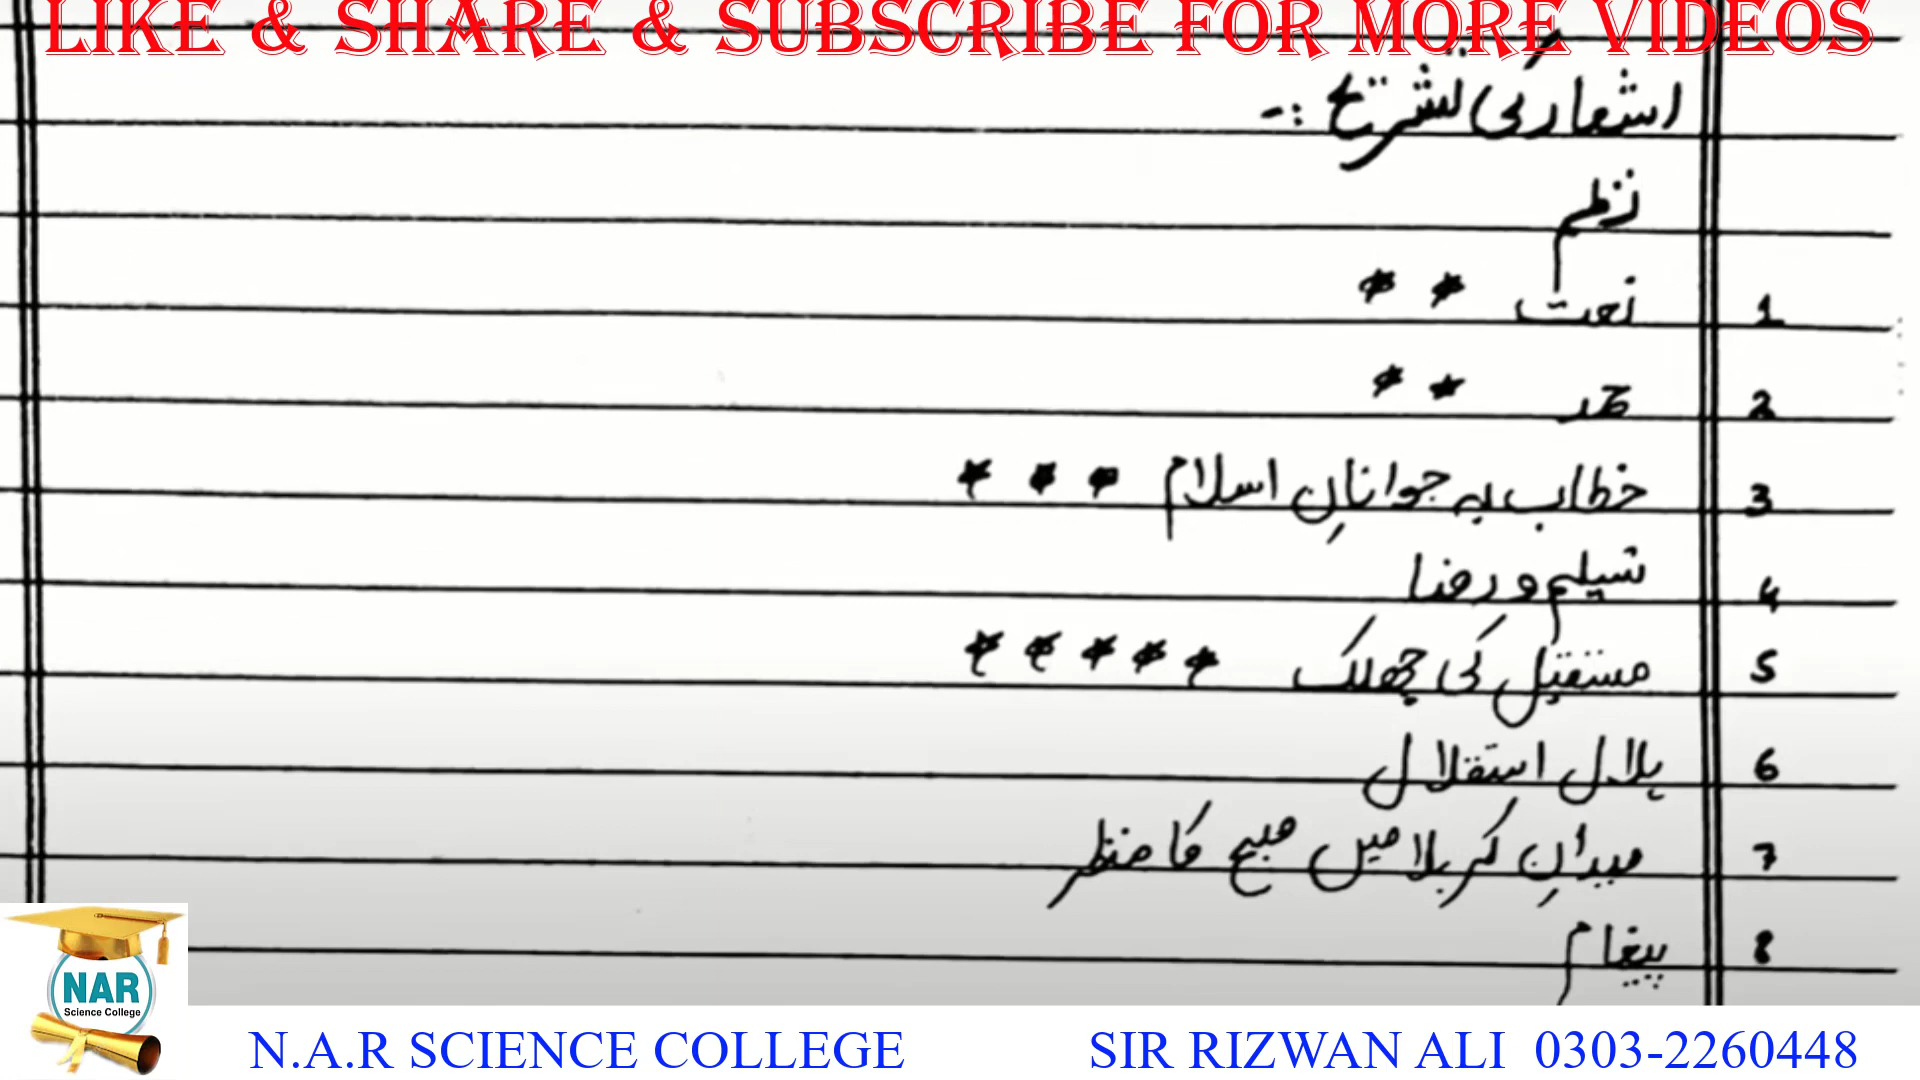 LIKE & SHARE & SUBSCRIBE FOR MORE VIDEOS
اشعار کی تشریح :-
نظم
1 نعت * *
2 حمد * *
3 خطاب بہ جوانانِ اسلام * * *
4 تسلیم و رضا
5 مستقبل کی جھلک * * * * *
6 ہلال استقلال
7 میدانِ کربلا میں صبح کا منظر
8 پیغام
NAR
Science College
N.A.R SCIENCE COLLEGE SIR RIZWAN ALI 0303-2260448